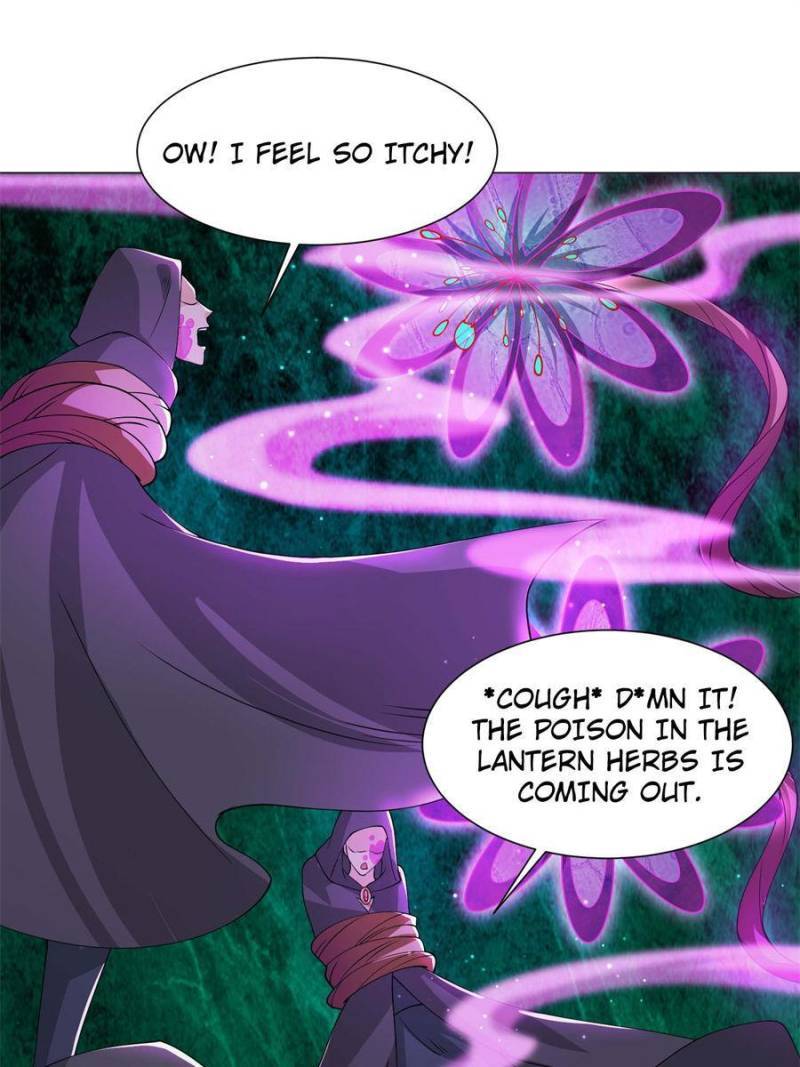 OW! I FEEL SO ITCHY!
*COUGH* D*MN IT!
THE POISON IN THE
LANTERN HERBS IS
COMING OUT.